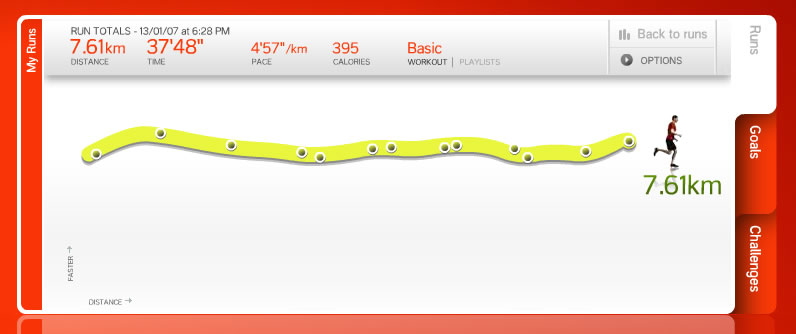 My Runs
RUN TOTALS - 13/01/07 at 6:28 PM
7.61km 37'48" 4'57"/km 395 Basic
DISTANCE TIME PACE CALORIES WORKOUT | PLAYLISTS
Back to runs
OPTIONS
Runs
Goals
Challenges
7.61km
FASTER →
DISTANCE →